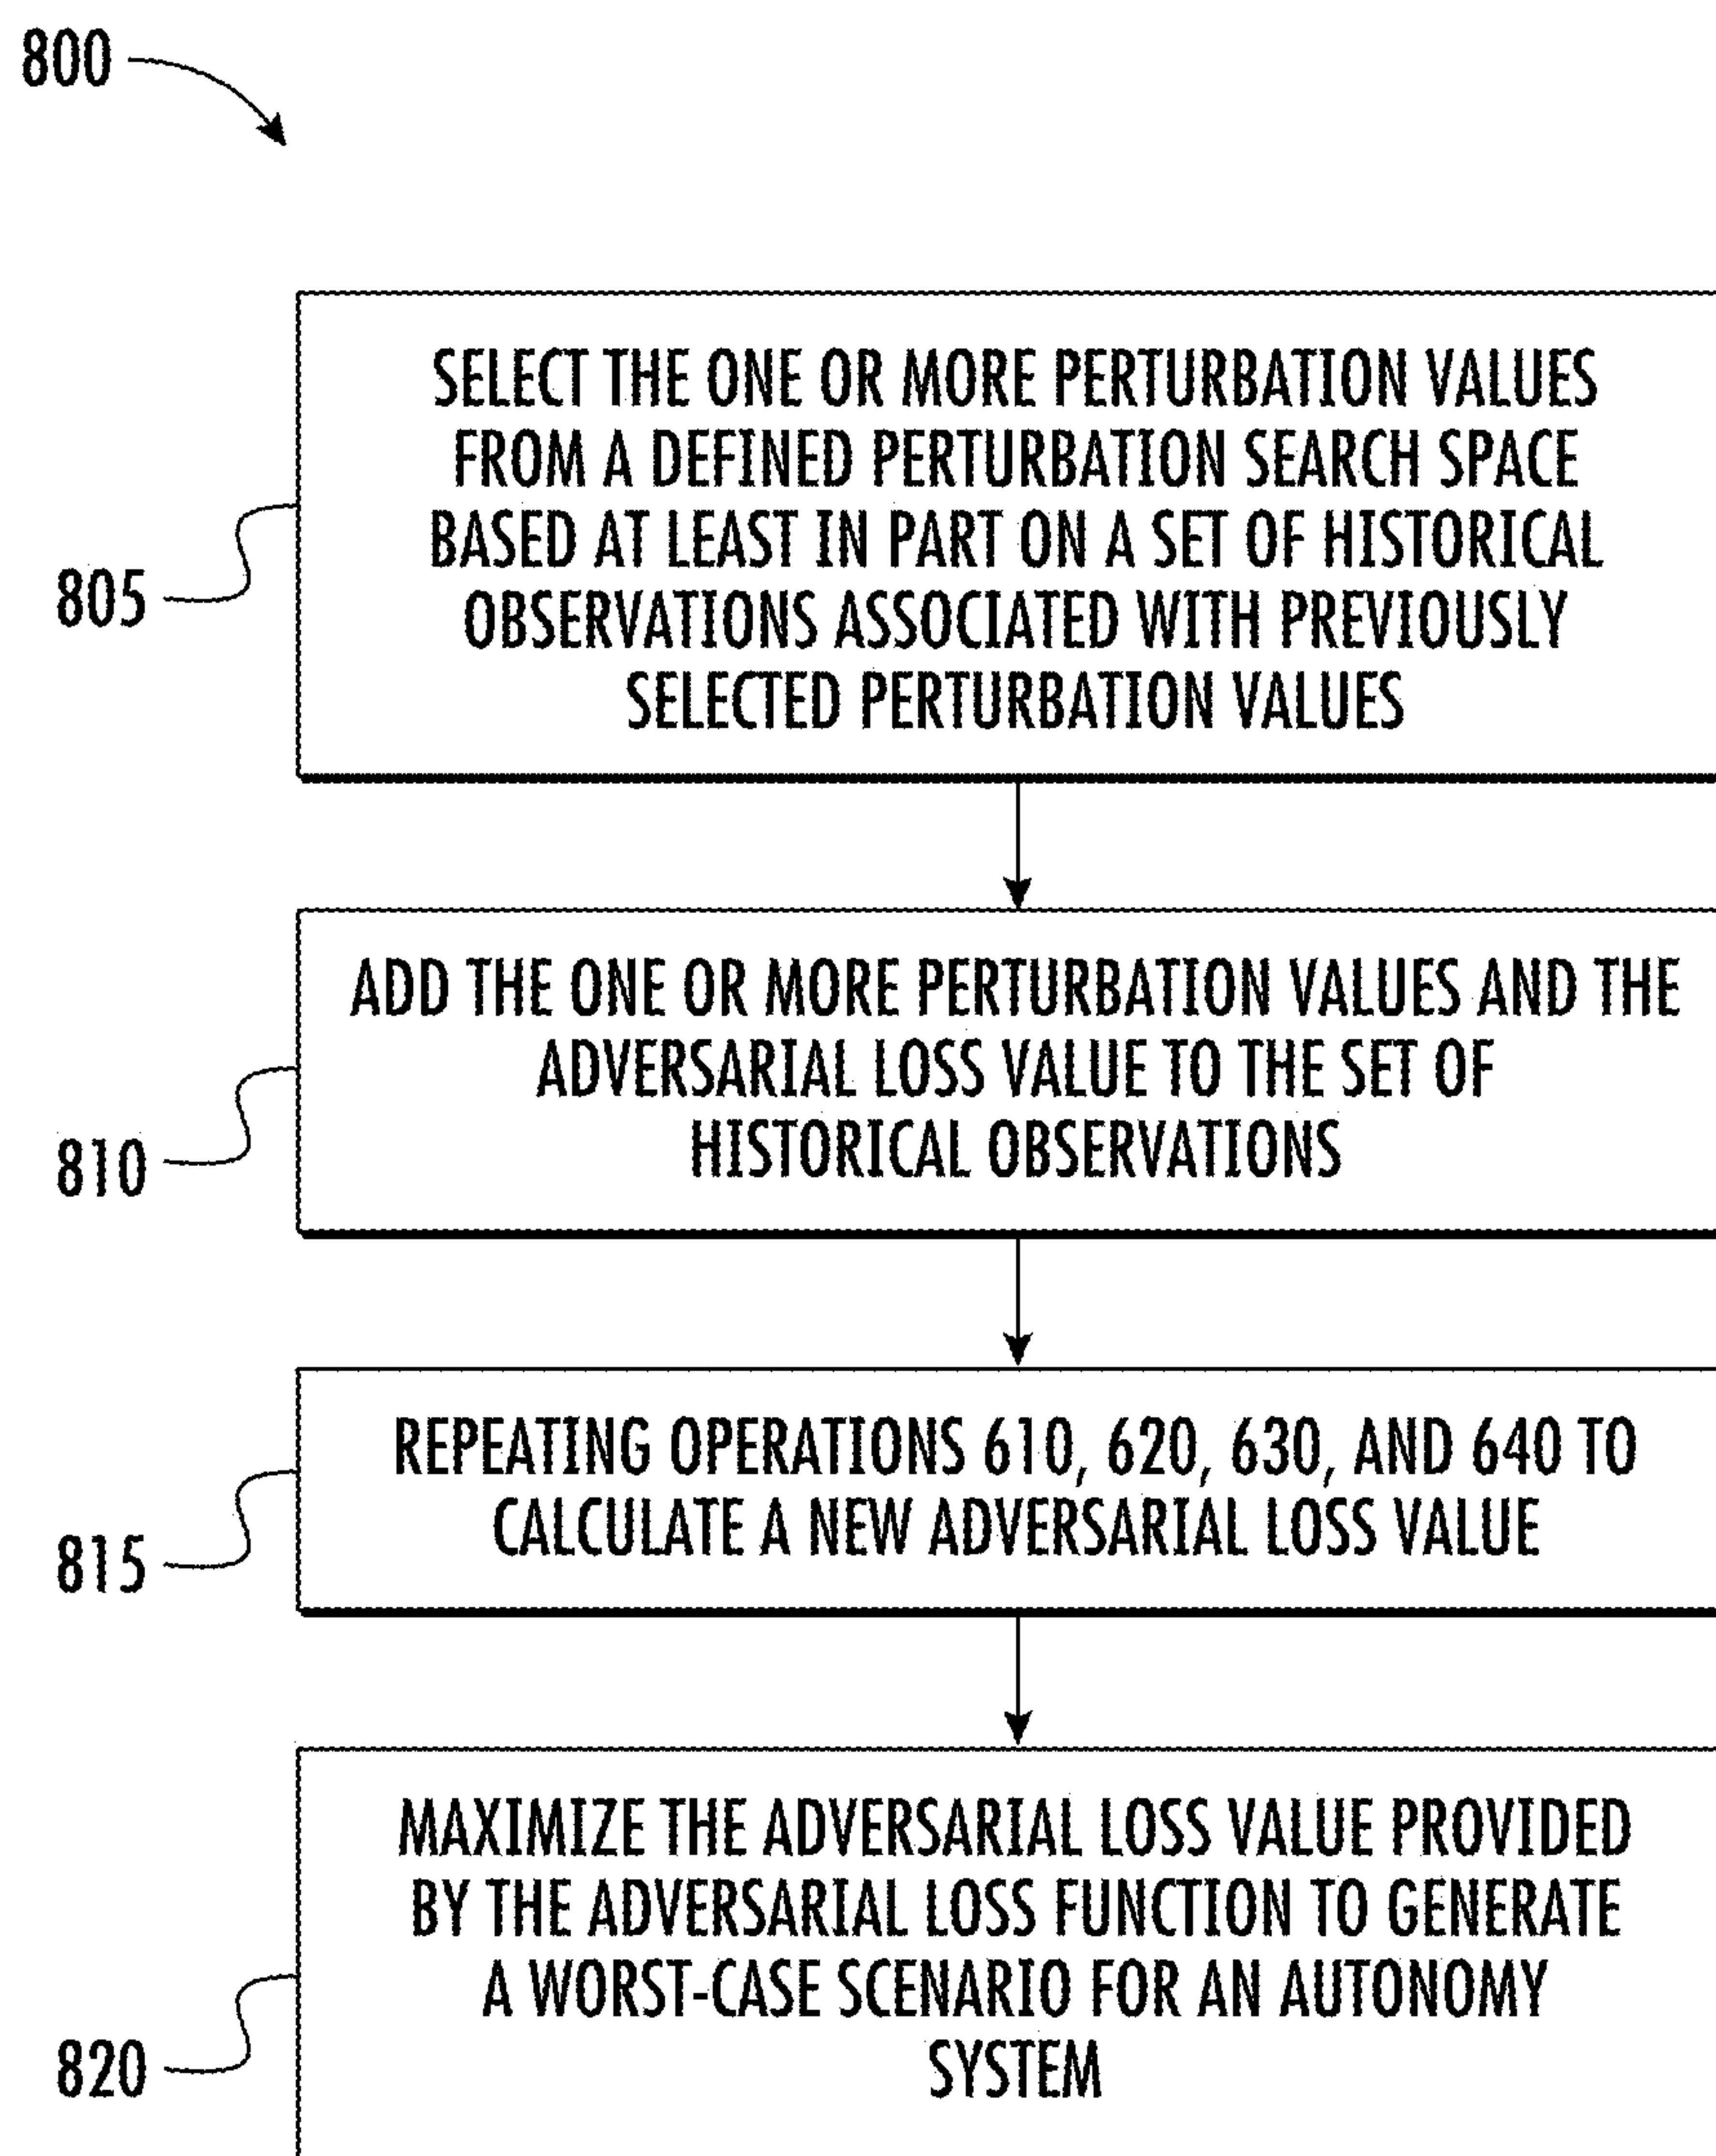 800
SELECT THE ONE OR MORE PERTURBATION VALUES
FROM A DEFINED PERTURBATION SEARCH SPACE
BASED AT LEAST IN PART ON A SET OF HISTORICAL
OBSERVATIONS ASSOCIATED WITH PREVIOUSLY
SELECTED PERTURBATION VALUES
805
ADD THE ONE OR MORE PERTURBATION VALUES AND THE
ADVERSARIAL LOSS VALUE TO THE SET OF
HISTORICAL OBSERVATIONS
810
REPEATING OPERATIONS 610, 620, 630, AND 640 TO
CALCULATE A NEW ADVERSARIAL LOSS VALUE
815
MAXIMIZE THE ADVERSARIAL LOSS VALUE PROVIDED
BY THE ADVERSARIAL LOSS FUNCTION TO GENERATE
A WORST-CASE SCENARIO FOR AN AUTONOMY
SYSTEM
820